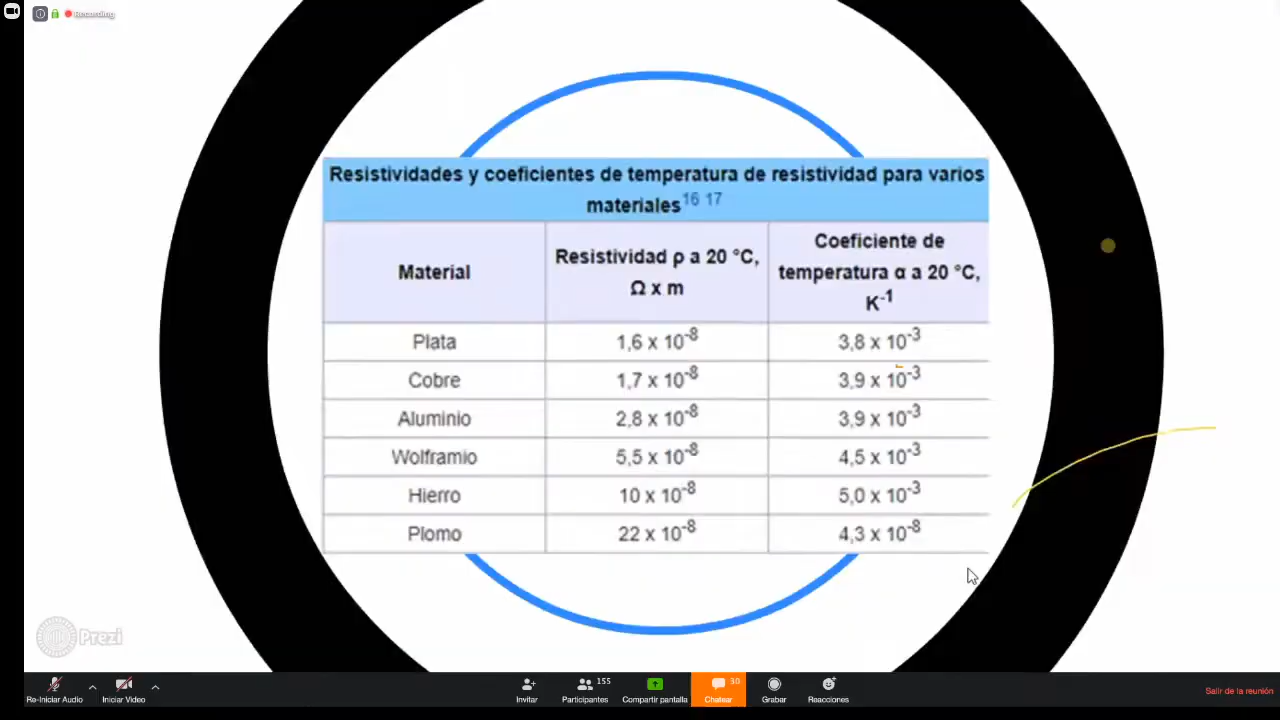 Recording
Resistividades y coeficientes de temperatura de resistividad para varios
materiales16 17
Material
Resistividad ρ a 20 °C,
Ω x m
Coeficiente de
temperatura α a 20 °C,
K-1
Plata 1,6 x 10-8 3,8 x 10-3
Cobre 1,7 x 10-8 3,9 x 10-3
Aluminio 2,8 x 10-8 3,9 x 10-3
Wolframio 5,5 x 10-8 4,5 x 10-3
Hierro 10 x 10-8 5,0 x 10-3
Plomo 22 x 10-8 4,3 x 10-8
Prezi
155 30
Re-Iniciar Audio Iniciar Video Invitar Participantes Compartir pantalla Chatear Grabar Reacciones Salir de la reunión